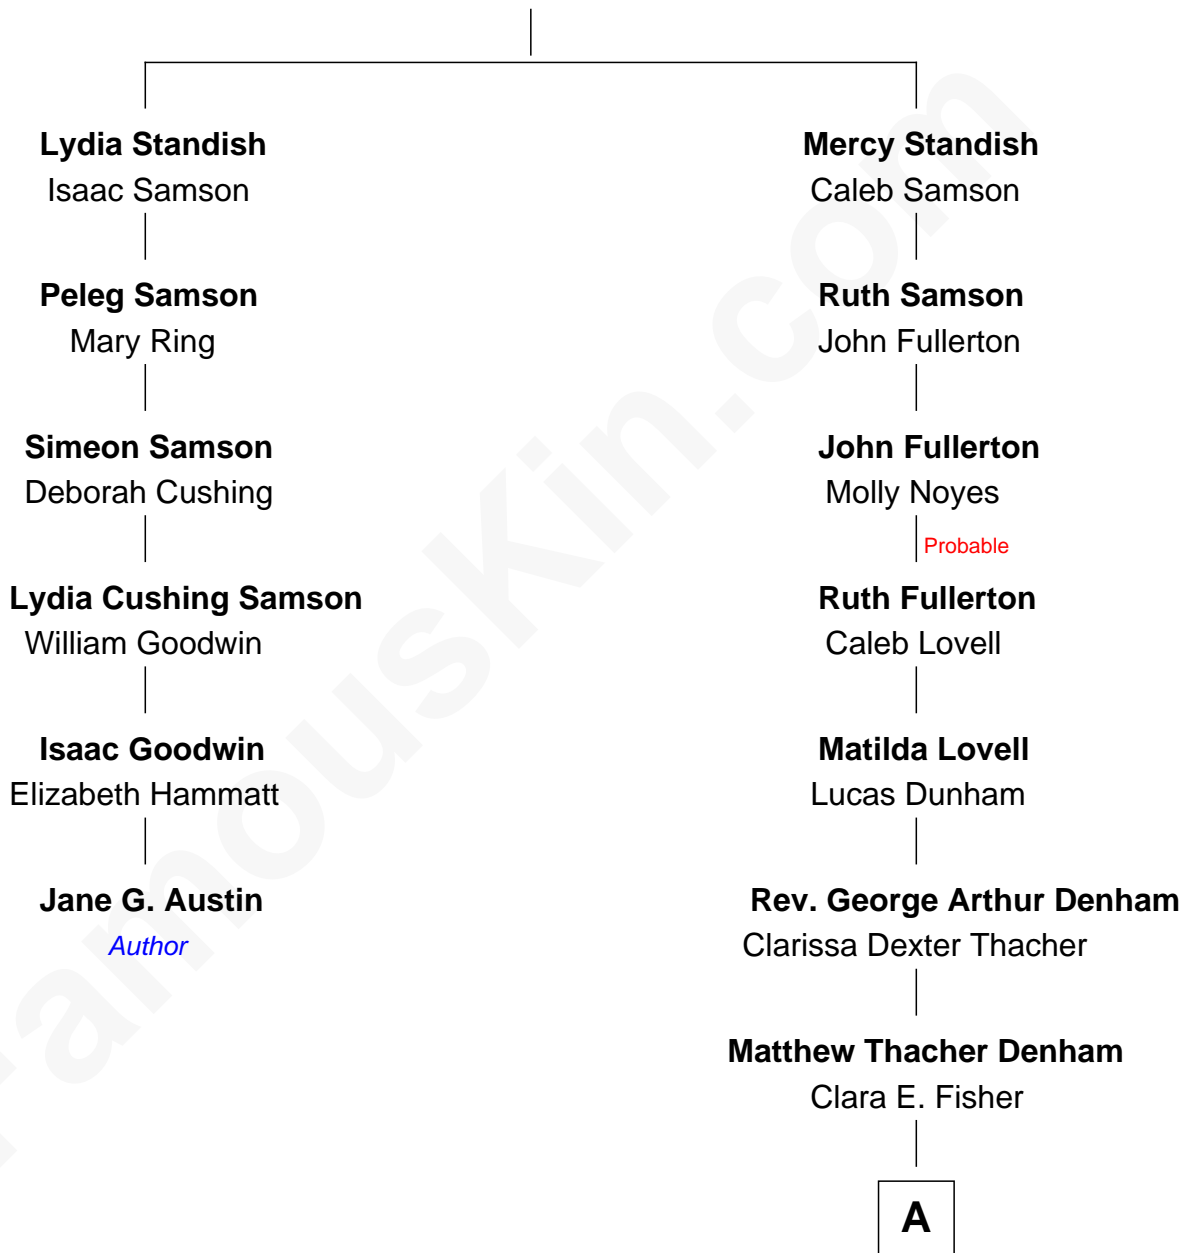 Lydia Standish
Isaac Samson
Peleg Samson
Mary Ring
Simeon Samson
Deborah Cushing
Lydia Cushing Samson
William Goodwin
Isaac Goodwin
Elizabeth Hammatt
Jane G. Austin
Author
Mercy Standish
Caleb Samson
Ruth Samson
John Fullerton
John Fullerton
Molly Noyes
Probable
Ruth Fullerton
Caleb Lovell
Matilda Lovell
Lucas Dunham
Rev. George Arthur Denham
Clarissa Dexter Thacher
Matthew Thacher Denham
Clara E. Fisher
A
FamousKin.com